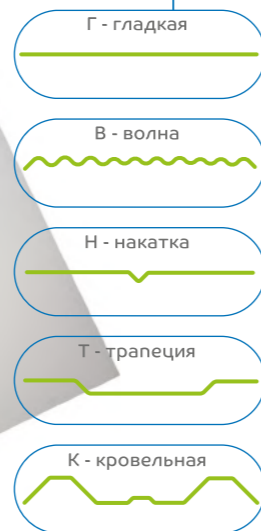 Г - гладкая
В - волна
Н - накатка
Т - трапеция
К - кровельная